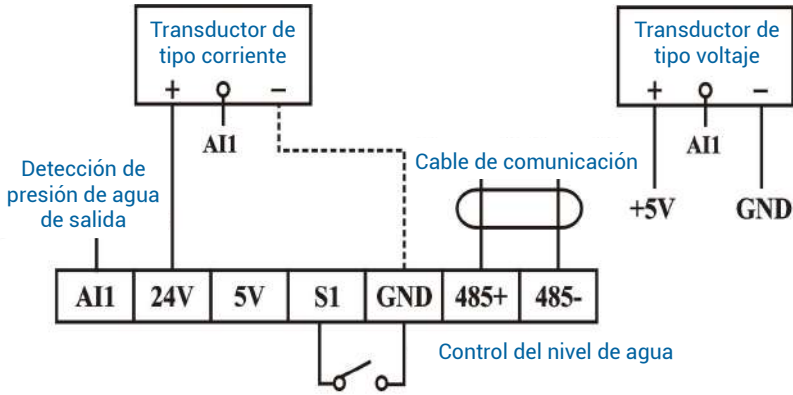 Transductor de
tipo corriente
+ −
AI1
Transductor de
tipo voltaje
+ −
AI1
+5V GND
Detección de
presión de agua
de salida
Cable de comunicación
AI1 24V 5V S1 GND 485+ 485-
Control del nivel de agua